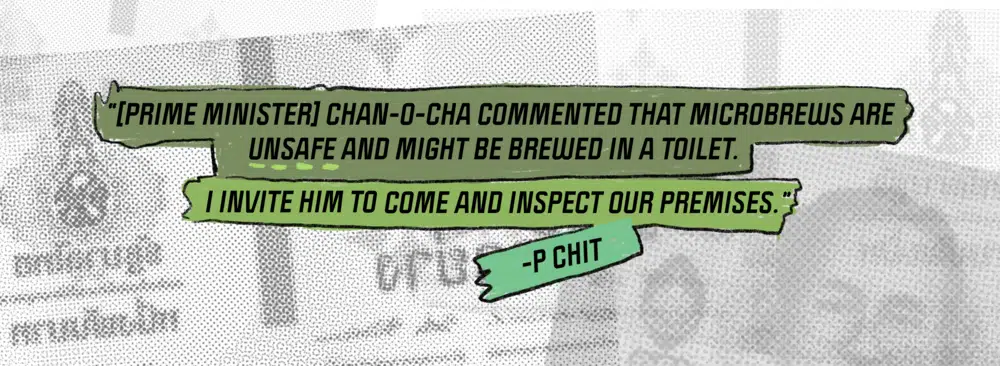 "[PRIME MINISTER] CHAN-O-CHA COMMENTED THAT MICROBREWS ARE
UNSAFE AND MIGHT BE BREWED IN A TOILET.
I INVITE HIM TO COME AND INSPECT OUR PREMISES."
-P CHIT